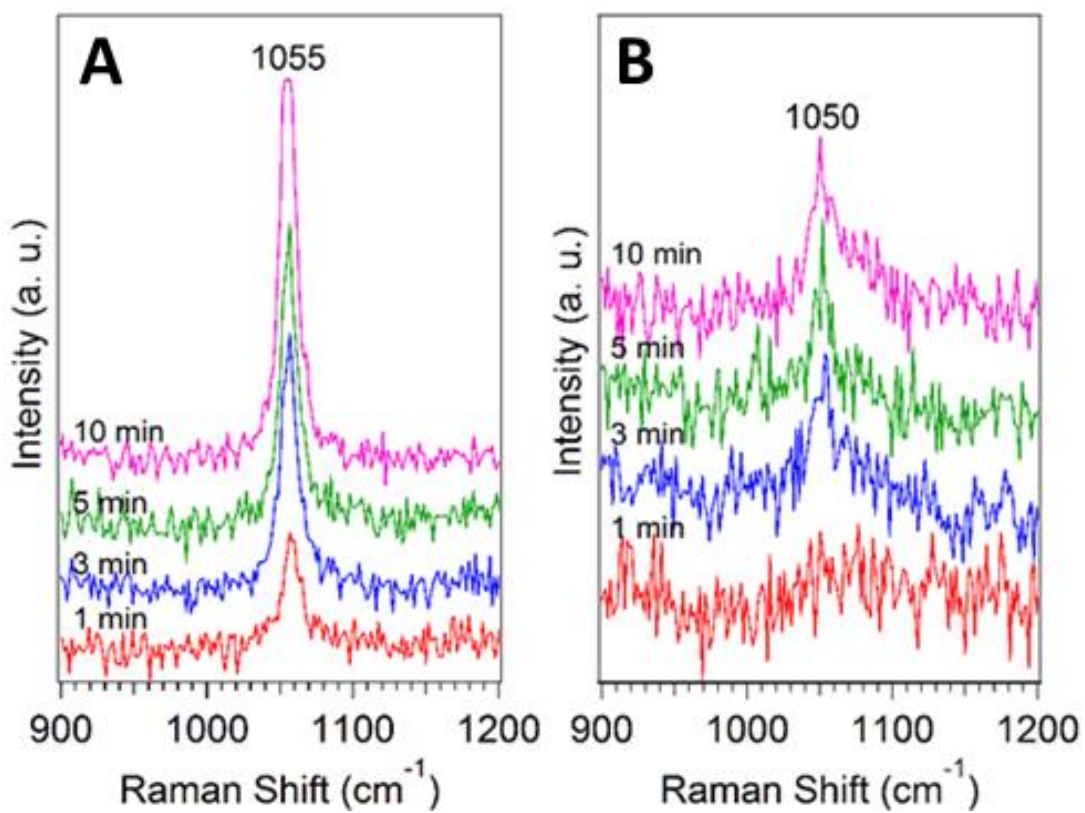 A
1055
10 min
5 min
3 min
1 min
900 1000 1100 1200
Raman Shift (cm⁻¹)
Intensity (a. u.)
B
1050
10 min
5 min
3 min
1 min
900 1000 1100 1200
Raman Shift (cm⁻¹)
Intensity (a. u.)